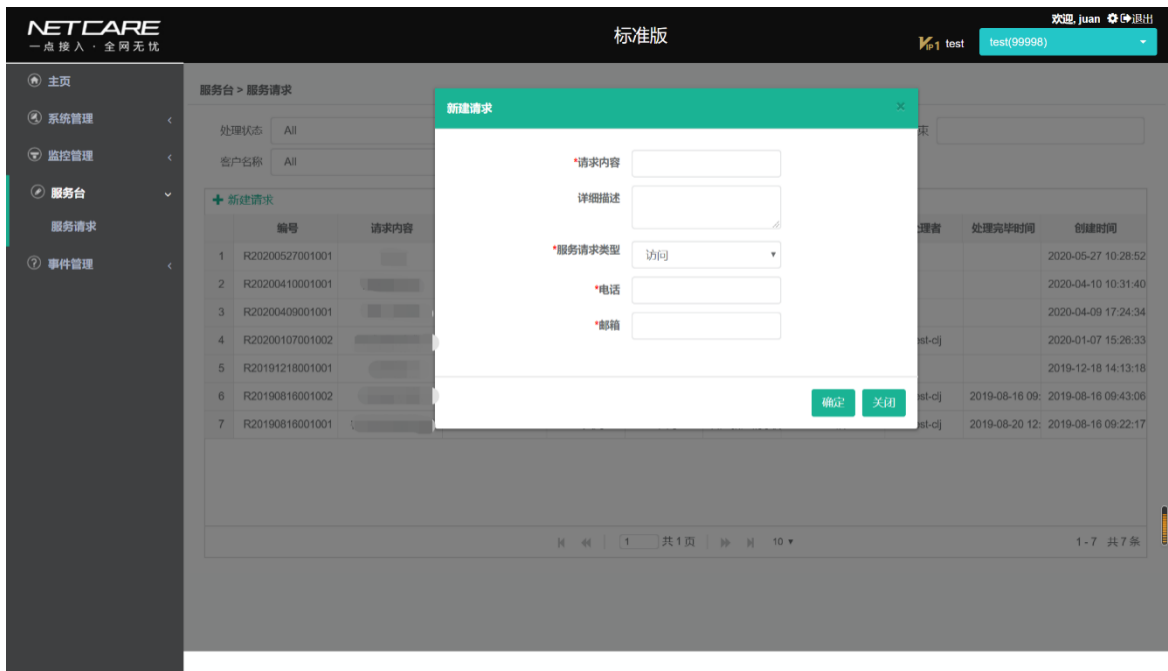 NETCARE
一点接入 · 全网无忧
标准版
欢迎, juan 退出
VIP1 test
test(99998)
主页
系统管理
监控管理
服务台
服务请求
事件管理
服务台 > 服务请求
处理状态 All
客户名称 All
束
新建请求
编号 请求内容 理者 处理完毕时间 创建时间
1 R20200527001001 2020-05-27 10:28:52
2 R20200410001001 2020-04-10 10:31:40
3 R20200409001001 2020-04-09 17:24:34
4 R20200107001002 st-clj 2020-01-07 15:26:33
5 R20191218001001 2019-12-18 14:13:18
6 R20190816001002 st-clj 2019-08-16 09: 2019-08-16 09:43:06
7 R20190816001001 st-clj 2019-08-20 12: 2019-08-16 09:22:17
1 共 1 页 10
1 - 7 共 7 条
新建请求 ×
*请求内容
详细描述
*服务请求类型 访问
*电话
*邮箱
确定 关闭